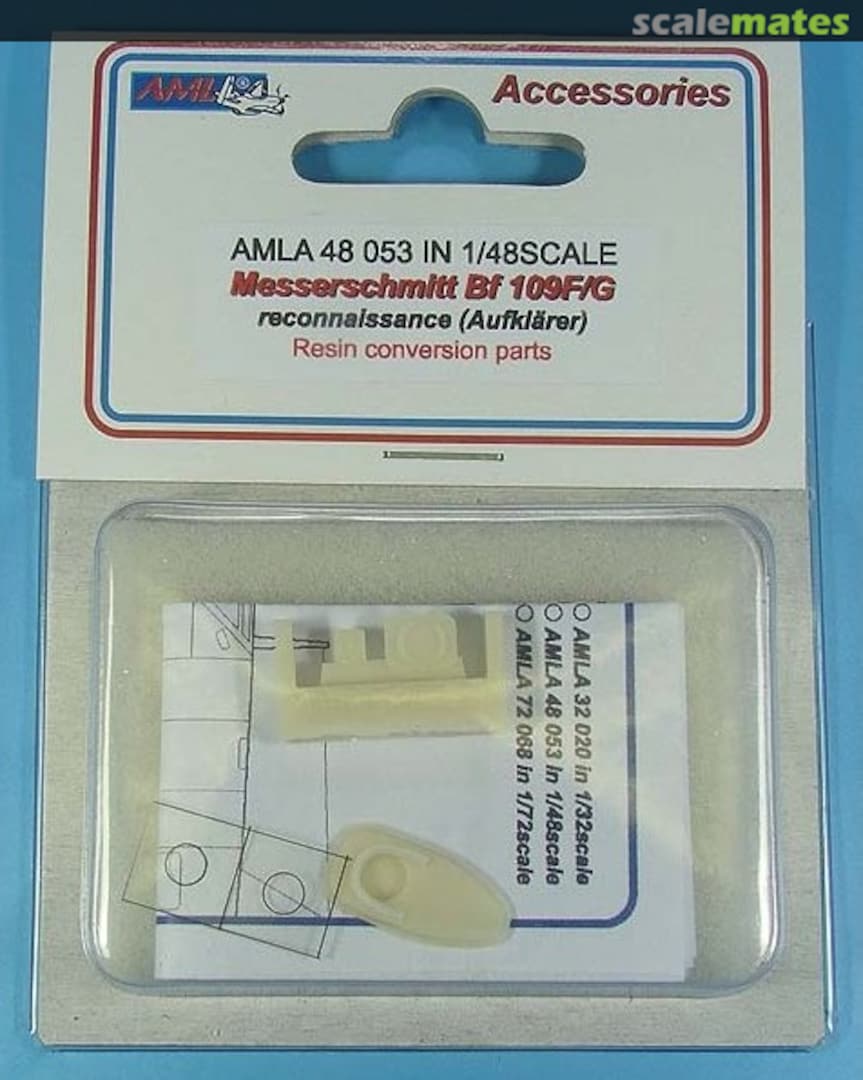 scalemates
AML
Accessories
AMLA 48 053 IN 1/48SCALE
Messerschmitt Bf 109F/G
reconnaissance (Aufklärer)
Resin conversion parts
AMLA 32 020 in 1/32scale
AMLA 48 053 in 1/48scale
AMLA 72 068 in 1/72scale